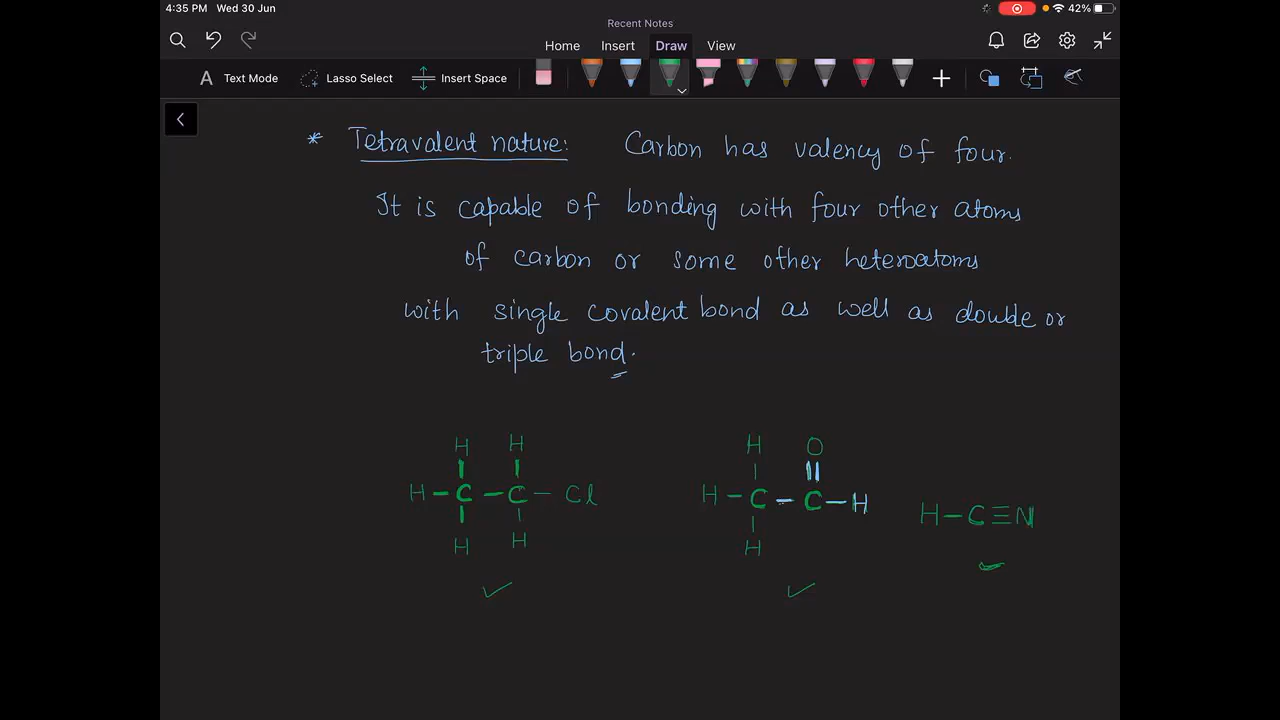 4:35 PM Wed 30 Jun 42%
Recent Notes
Home Insert Draw View
A Text Mode Lasso Select Insert Space
* Tetravalent nature: Carbon has valency of four.
It is capable of bonding with four other atoms
of carbon or some other heteroatoms
with single covalent bond as well as double or
triple bond.
H H H O
H-C-C-Cl H-C-C-H H-C≡N
H H H